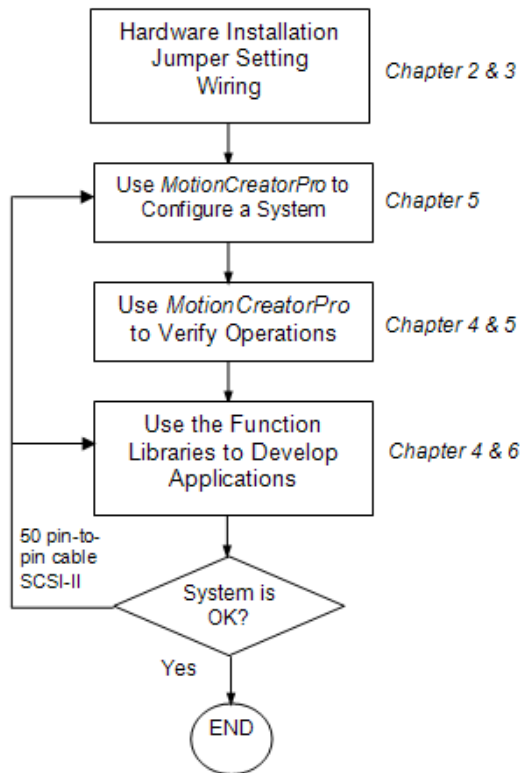 Hardware Installation
Jumper Setting
Wiring
Chapter 2 & 3
Use MotionCreatorPro to
Configure a System
Chapter 5
Use MotionCreatorPro
to Verify Operations
Chapter 4 & 5
Use the Function
Libraries to Develop
Applications
Chapter 4 & 6
50 pin-to-
pin cable
SCSI-II
System is
OK?
Yes
END